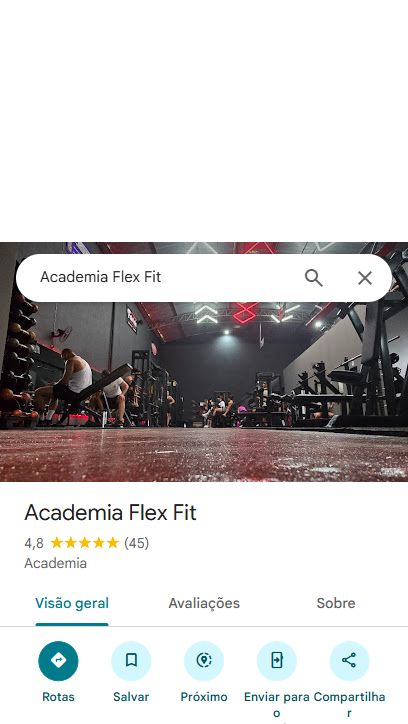 Academia Flex Fit
Academia Flex Fit
4,8 (45)
Academia
Visão geral Avaliações Sobre
Rotas Salvar Próximo Enviar para o Compartilhar